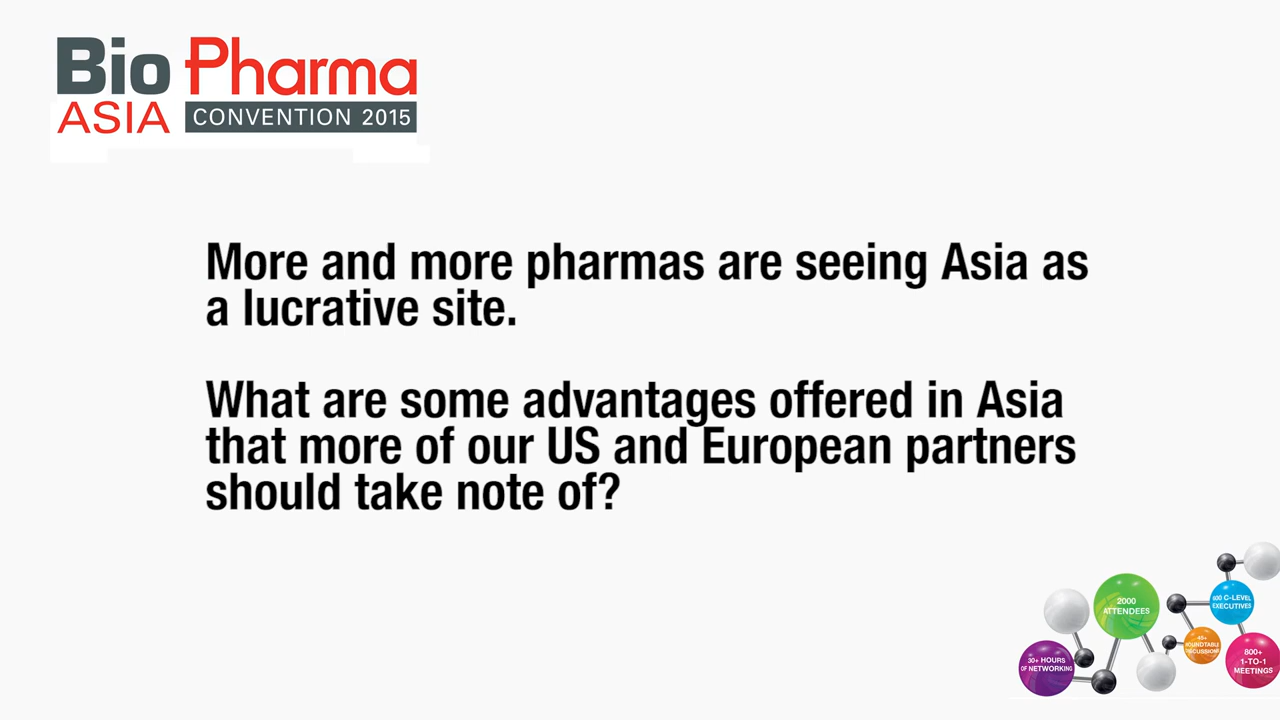 Bio Pharma
ASIA CONVENTION 2015
More and more pharmas are seeing Asia as
a lucrative site.
What are some advantages offered in Asia
that more of our US and European partners
should take note of?
2000
ATTENDEES
800 C-LEVEL
EXECUTIVES
45+
ROUNDTABLE
30+ HOURS
OF NETWORKING
800+
1-TO-1
MEETINGS